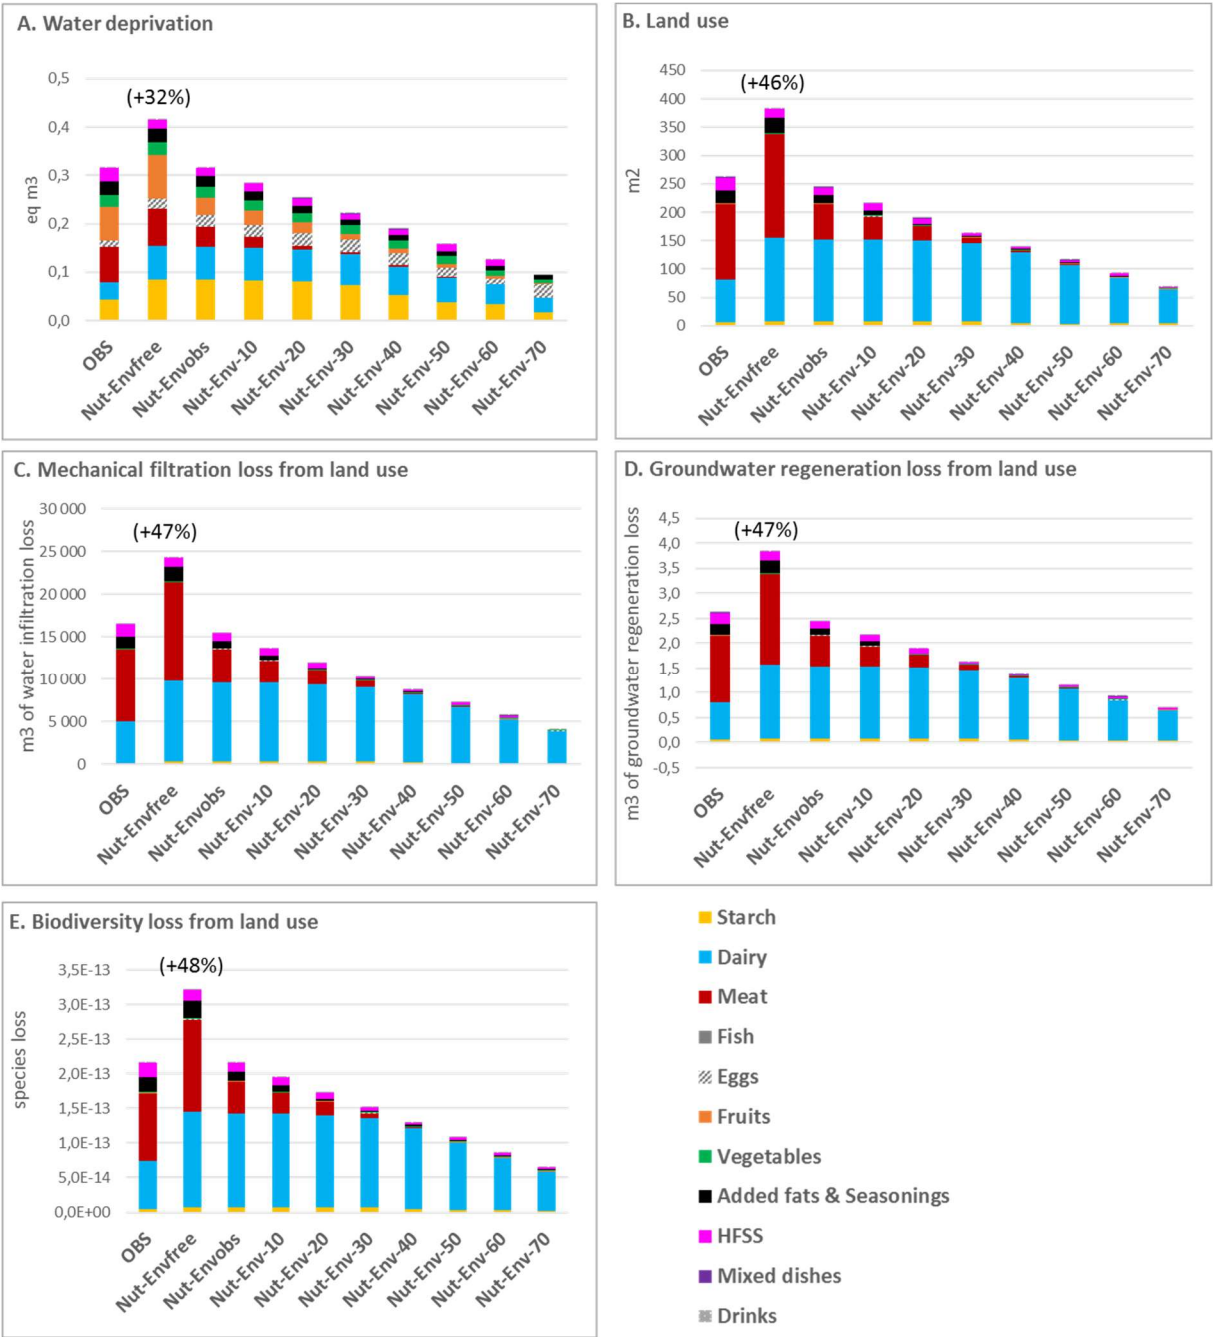 A. Water deprivation
eq m3
0,5
0,4
0,3
0,2
0,1
0,0
(+32%)
OBS
Nut-Envfree
Nut-Envobs
Nut-Env-10
Nut-Env-20
Nut-Env-30
Nut-Env-40
Nut-Env-50
Nut-Env-60
Nut-Env-70
B. Land use
m2
450
400
350
300
250
200
150
100
50
0
(+46%)
OBS
Nut-Envfree
Nut-Envobs
Nut-Env-10
Nut-Env-20
Nut-Env-30
Nut-Env-40
Nut-Env-50
Nut-Env-60
Nut-Env-70
C. Mechanical filtration loss from land use
m3 of water infiltration loss
30 000
25 000
20 000
15 000
10 000
5 000
0
(+47%)
OBS
Nut-Envfree
Nut-Envobs
Nut-Env-10
Nut-Env-20
Nut-Env-30
Nut-Env-40
Nut-Env-50
Nut-Env-60
Nut-Env-70
D. Groundwater regeneration loss from land use
m3 of groundwater regeneration loss
4,5
4,0
3,5
3,0
2,5
2,0
1,5
1,0
0,5
0,0
-0,5
(+47%)
OBS
Nut-Envfree
Nut-Envobs
Nut-Env-10
Nut-Env-20
Nut-Env-30
Nut-Env-40
Nut-Env-50
Nut-Env-60
Nut-Env-70
E. Biodiversity loss from land use
species loss
3,5E-13
3,0E-13
2,5E-13
2,0E-13
1,5E-13
1,0E-13
5,0E-14
0,0E+00
(+48%)
OBS
Nut-Envfree
Nut-Envobs
Nut-Env-10
Nut-Env-20
Nut-Env-30
Nut-Env-40
Nut-Env-50
Nut-Env-60
Nut-Env-70
Starch
Dairy
Meat
Fish
Eggs
Fruits
Vegetables
Added fats & Seasonings
HFSS
Mixed dishes
Drinks